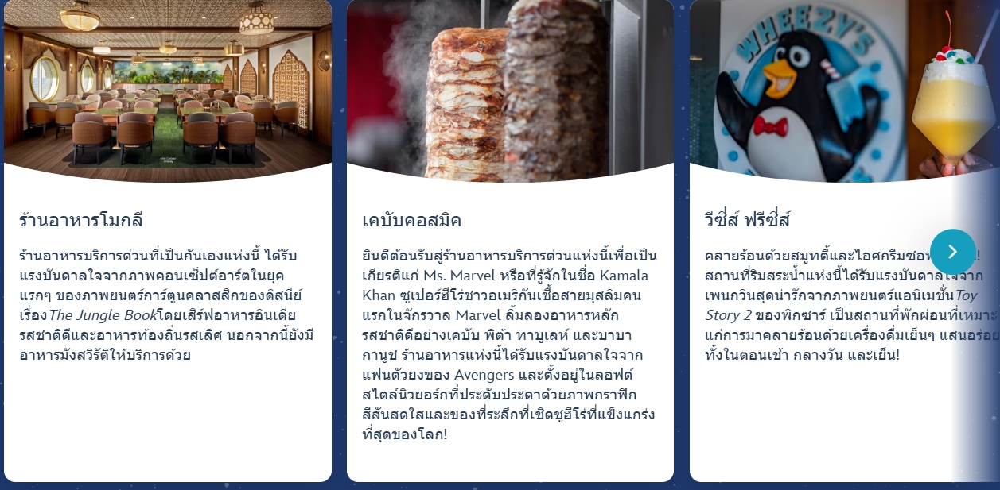 WHEEZY'S
ร้านอาหารโมกลี
ร้านอาหารบริการด่วนที่เป็นกันเองแห่งนี้ ได้รับ
แรงบันดาลใจจากภาพคอนเซ็ปต์อาร์ตในยุค
แรกๆ ของภาพยนตร์การ์ตูนคลาสสิกของดิสนีย์
เรื่องThe Jungle Bookโดยเสิร์ฟอาหารอินเดีย
รสชาติดีและอาหารท้องถิ่นรสเลิศ นอกจากนี้ยังมี
อาหารมังสวิรัติให้บริการด้วย
เคบับคอสมิค
ยินดีต้อนรับสู่ร้านอาหารบริการด่วนแห่งนี้เพื่อเป็น
เกียรติแก่ Ms. Marvel หรือที่รู้จักในชื่อ Kamala
Khan ซูเปอร์ฮีโร่ชาวอเมริกันเชื้อสายมุสลิมคน
แรกในจักรวาล Marvel ลิ้มลองอาหารหลัก
รสชาติดีอย่างเคบับ พิต้า ทาบูเลห์ และบาบา
กานูช ร้านอาหารแห่งนี้ได้รับแรงบันดาลใจจาก
แฟนตัวยงของ Avengers และตั้งอยู่ในลอฟต์
สไตล์นิวยอร์กที่ประดับประดาด้วยภาพกราฟิก
สีสันสดใสและของที่ระลึกที่เชิดชูฮีโร่ที่แข็งแกร่ง
ที่สุดของโลก!
วีซี่ส์ ฟรีซี่ส์
คลายร้อนด้วยสมูทตี้และไอศกรีมซอฟ
สถานที่ริมสระน้ำแห่งนี้ได้รับแรงบันดาลใจจาก
เพนกวินสุดน่ารักจากภาพยนตร์แอนิเมชั่นToy
Story 2 ของพิกซาร์ เป็นสถานที่พักผ่อนที่เหมาะ
แก่การมาคลายร้อนด้วยเครื่องดื่มเย็นๆ แสนอร่อย
ทั้งในตอนเช้า กลางวัน และเย็น!